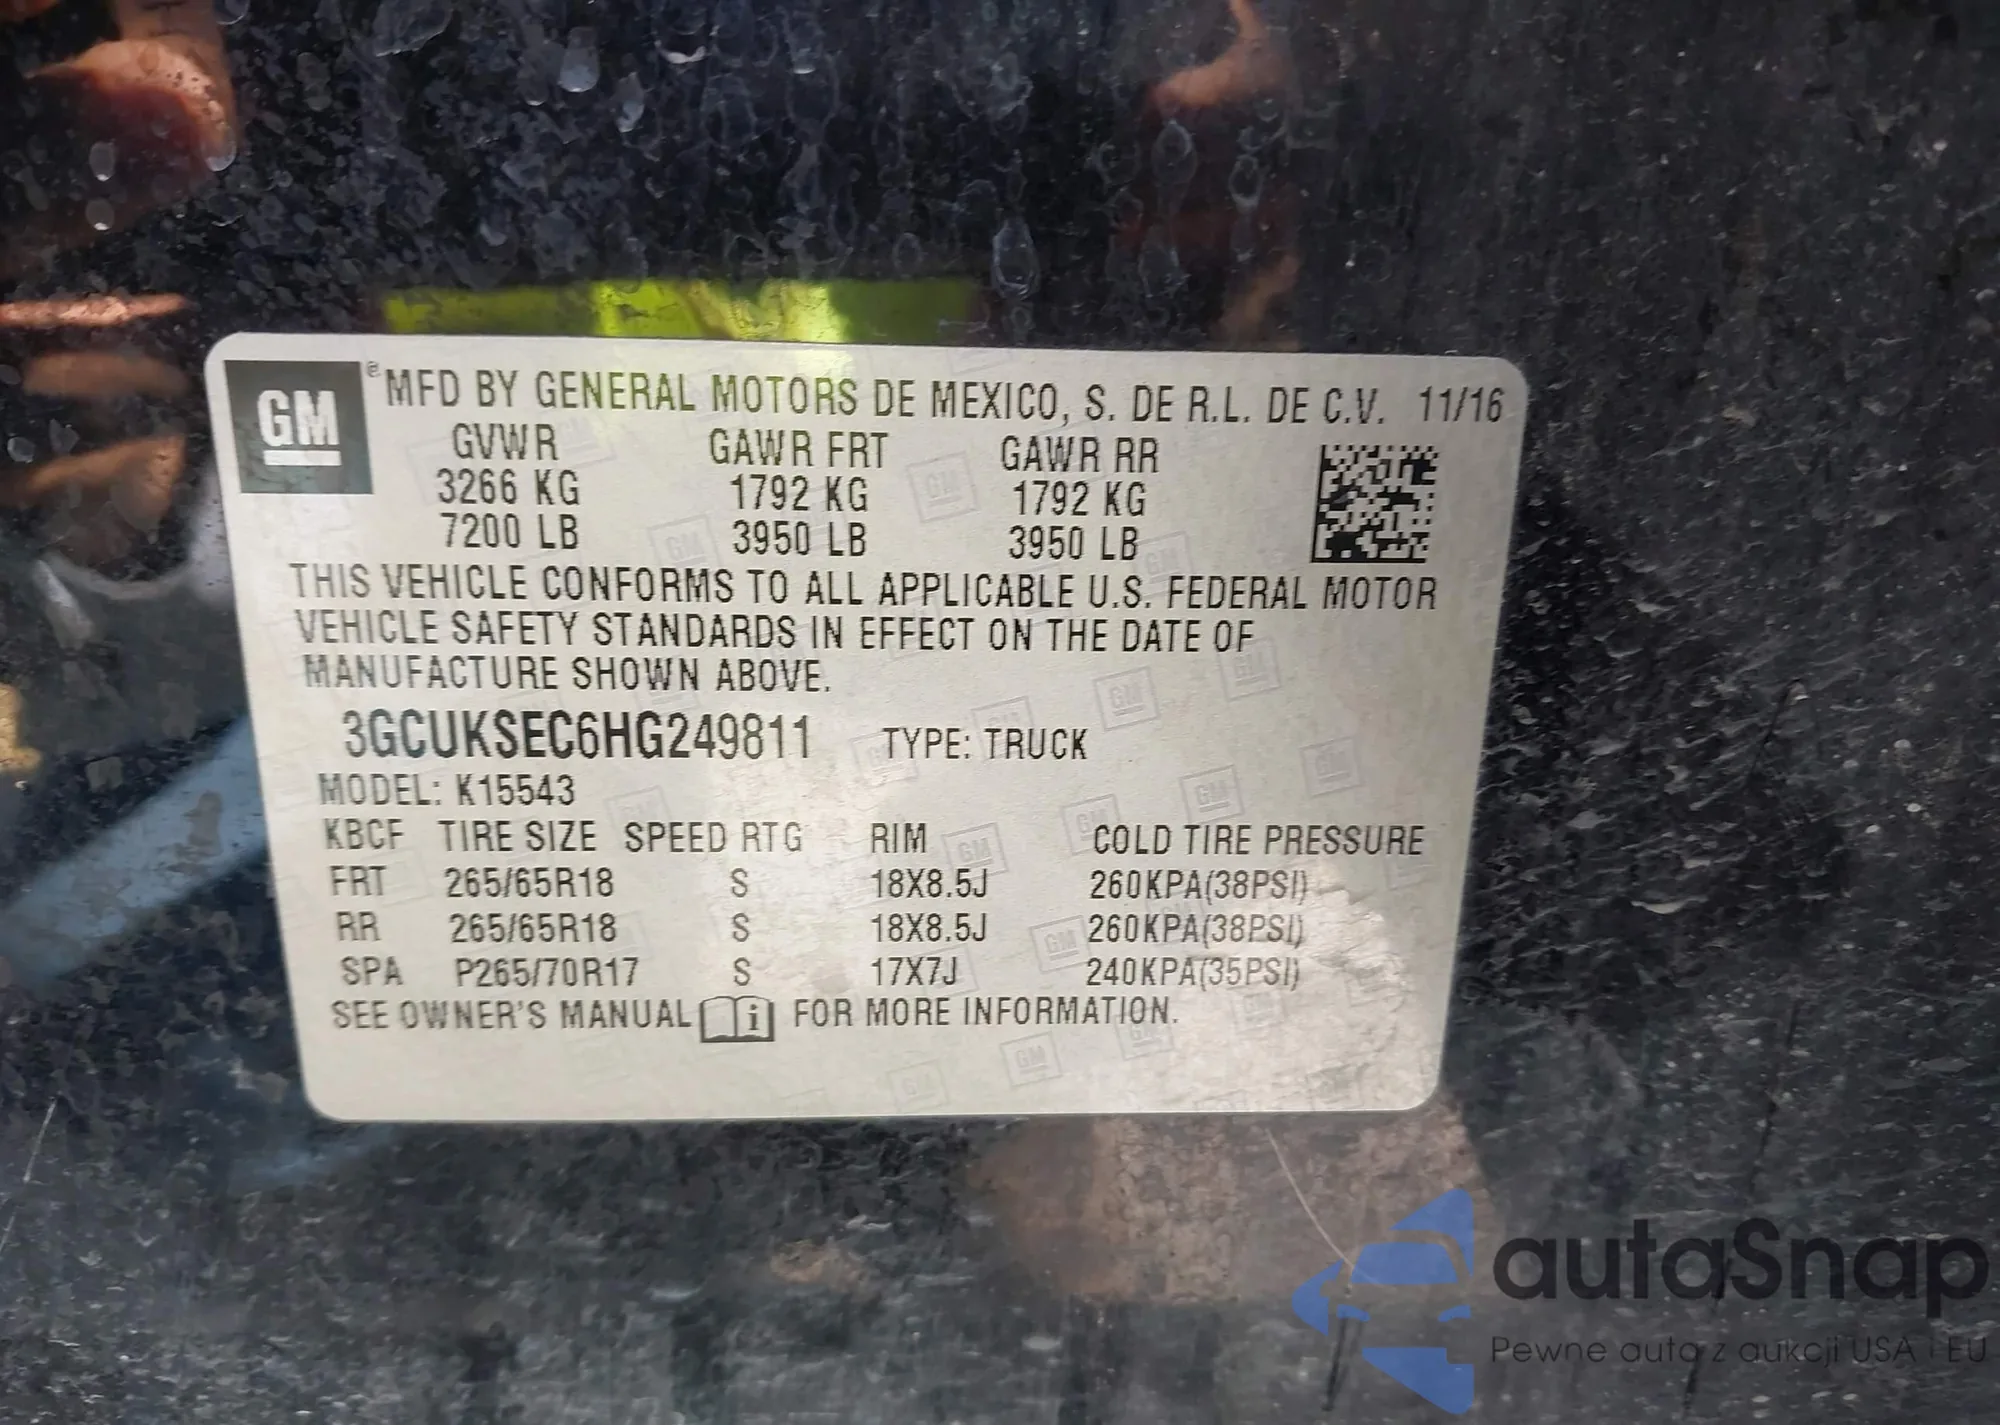 GM ® MFD BY GENERAL MOTORS DE MEXICO, S. DE R.L. DE C.V. 11/16
GVWR GAWR FRT GAWR RR
3266 KG 1792 KG 1792 KG
7200 LB 3950 LB 3950 LB
THIS VEHICLE CONFORMS TO ALL APPLICABLE U.S. FEDERAL MOTOR
VEHICLE SAFETY STANDARDS IN EFFECT ON THE DATE OF
MANUFACTURE SHOWN ABOVE.
3GCUKSEC6HG249811 TYPE: TRUCK
MODEL: K15543
KBCF TIRE SIZE SPEED RTG RIM COLD TIRE PRESSURE
FRT 265/65R18 S 18X8.5J 260KPA(38PSI)
RR 265/65R18 S 18X8.5J 260KPA(38PSI)
SPA P265/70R17 S 17X7J 240KPA(35PSI)
SEE OWNER'S MANUAL i FOR MORE INFORMATION.
autaSnap
Pewne auta z aukcji USA i EU